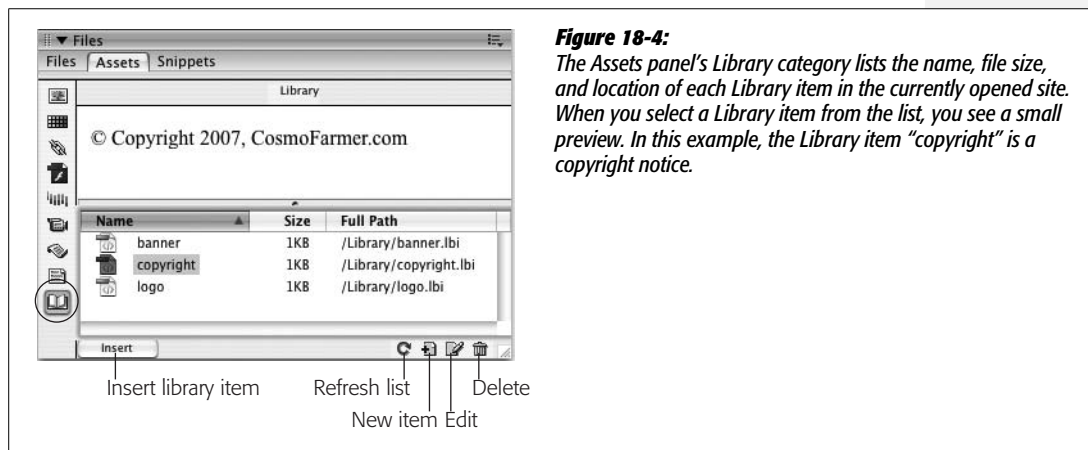 Files
Files Assets Snippets
Library
© Copyright 2007, CosmoFarmer.com
Name Size Full Path
banner 1KB /Library/banner.lbi
copyright 1KB /Library/copyright.lbi
logo 1KB /Library/logo.lbi
Insert
Insert library item
Refresh list
Delete
New item
Edit
Figure 18-4:
The Assets panel’s Library category lists the name, file size,
and location of each Library item in the currently opened site.
When you select a Library item from the list, you see a small
preview. In this example, the Library item “copyright” is a
copyright notice.